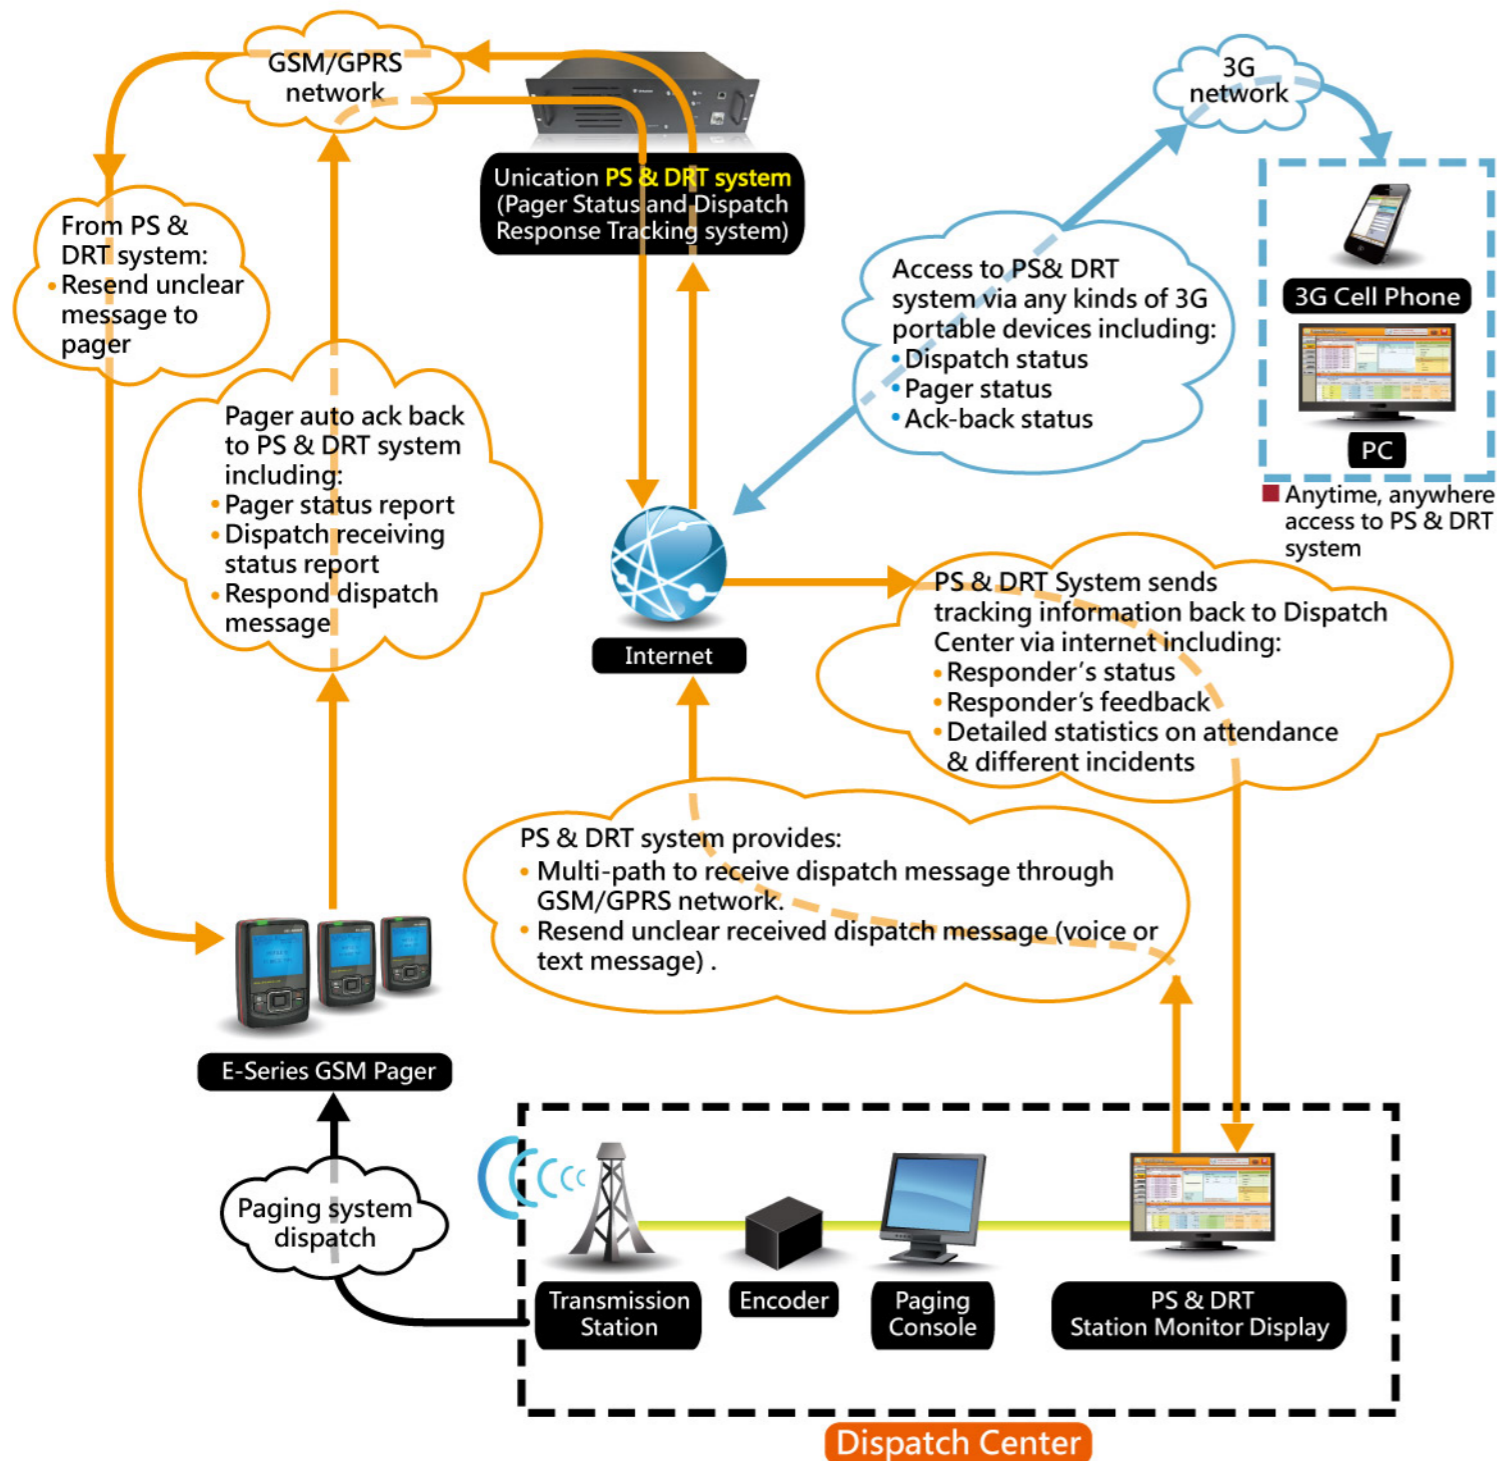 GSM/GPRS
network
3G
network
Unication PS & DRT system
(Pager Status and Dispatch
Response Tracking system)
From PS &
DRT system:
• Resend unclear
message to
pager
Access to PS& DRT
system via any kinds of 3G
portable devices including:
• Dispatch status
• Pager status
• Ack-back status
3G Cell Phone
PC
Anytime, anywhere
access to PS & DRT
system
Pager auto ack back
to PS & DRT system
including:
• Pager status report
• Dispatch receiving
status report
• Respond dispatch
message
Internet
PS & DRT System sends
tracking information back to Dispatch
Center via internet including:
• Responder's status
• Responder's feedback
• Detailed statistics on attendance
& different incidents
PS & DRT system provides:
• Multi-path to receive dispatch message through
GSM/GPRS network.
• Resend unclear received dispatch message (voice or
text message) .
E-Series GSM Pager
Paging system
dispatch
Transmission
Station
Encoder
Paging
Console
PS & DRT
Station Monitor Display
Dispatch Center